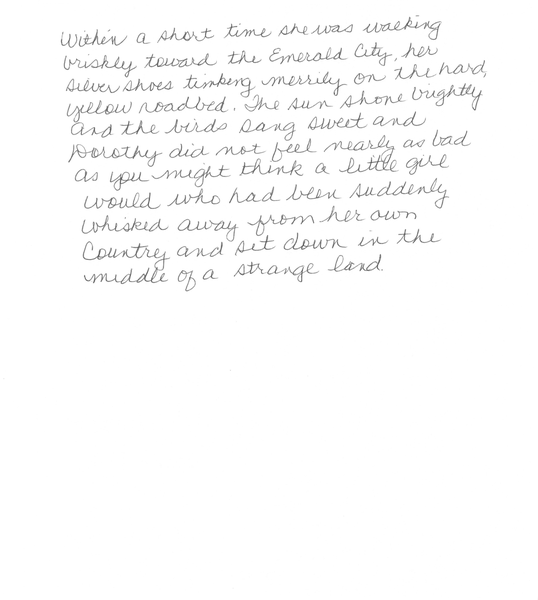 Within a short time she was walking
briskly toward the Emerald City, her
silver shoes tinking merrily on the hard,
yellow roadbed. The sun shone brightly
and the birds sang sweet and
Dorothy did not feel nearly as bad
as you might think a little girl
would who had been suddenly
whisked away from her own
country and set down in the
middle of a strange land.